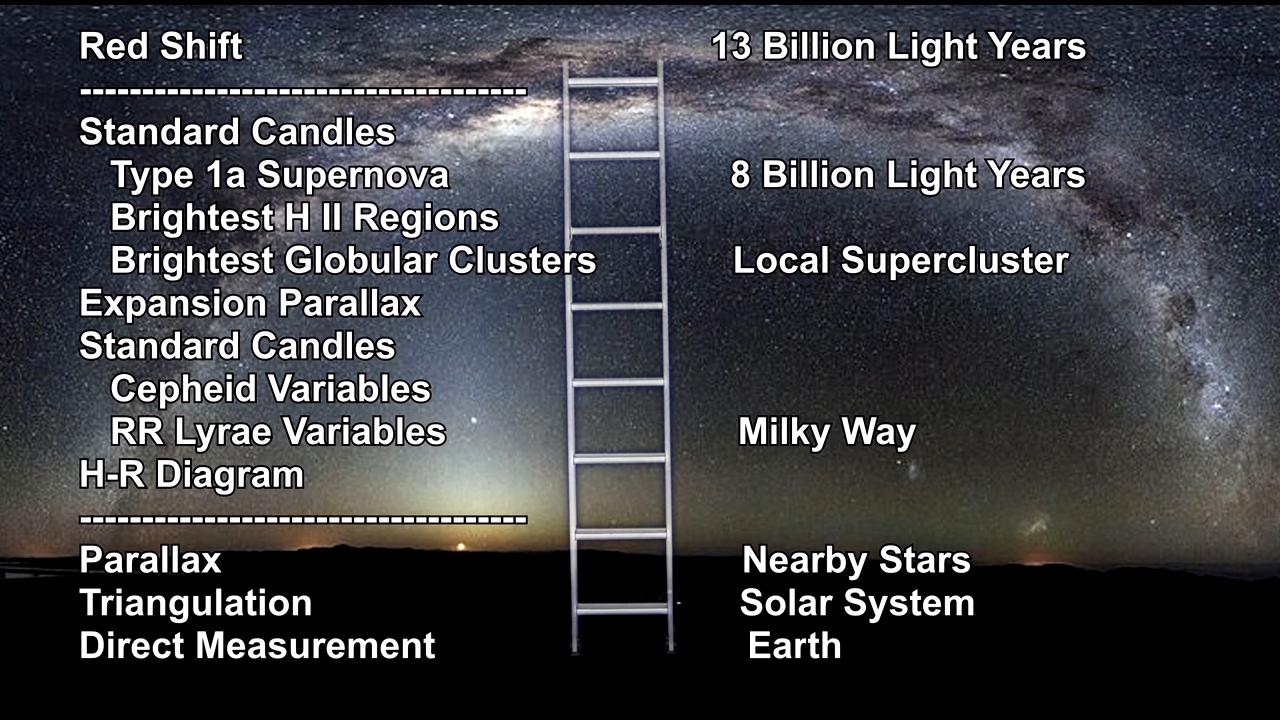 Red Shift 13 Billion Light Years
-----------------------------------
Standard Candles
Type 1a Supernova 8 Billion Light Years
Brightest H II Regions
Brightest Globular Clusters Local Supercluster
Expansion Parallax
Standard Candles
Cepheid Variables
RR Lyrae Variables Milky Way
H-R Diagram
-----------------------------------
Parallax Nearby Stars
Triangulation Solar System
Direct Measurement Earth